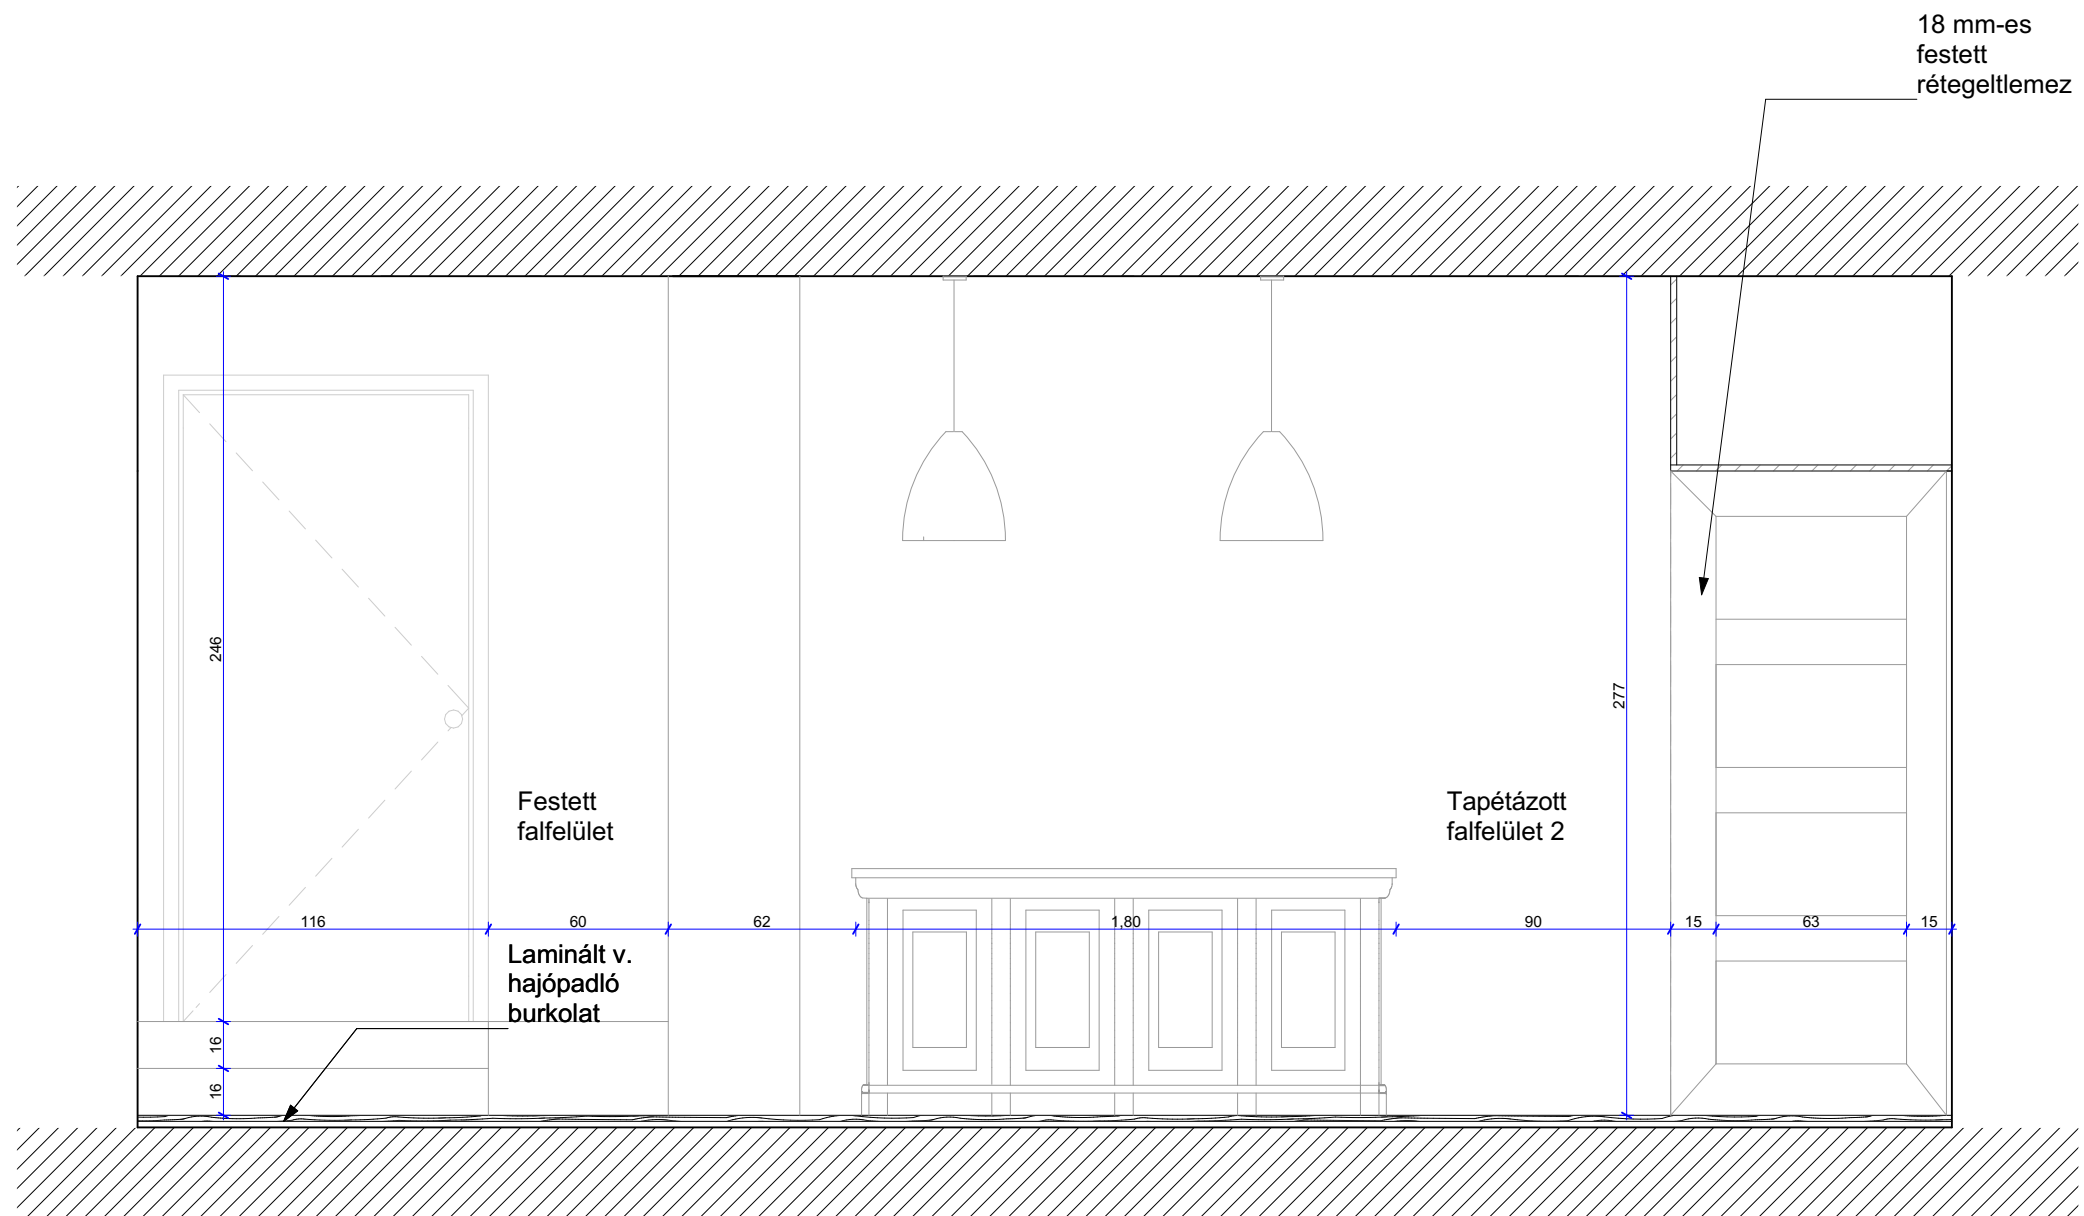 18 mm-es
festett
rétegeltlemez
246
277
Festett
falfelület
Tapétázott
falfelület 2
116
60
62
1,80
90
15
63
15
Laminált v.
hajópadló
burkolat
16
16